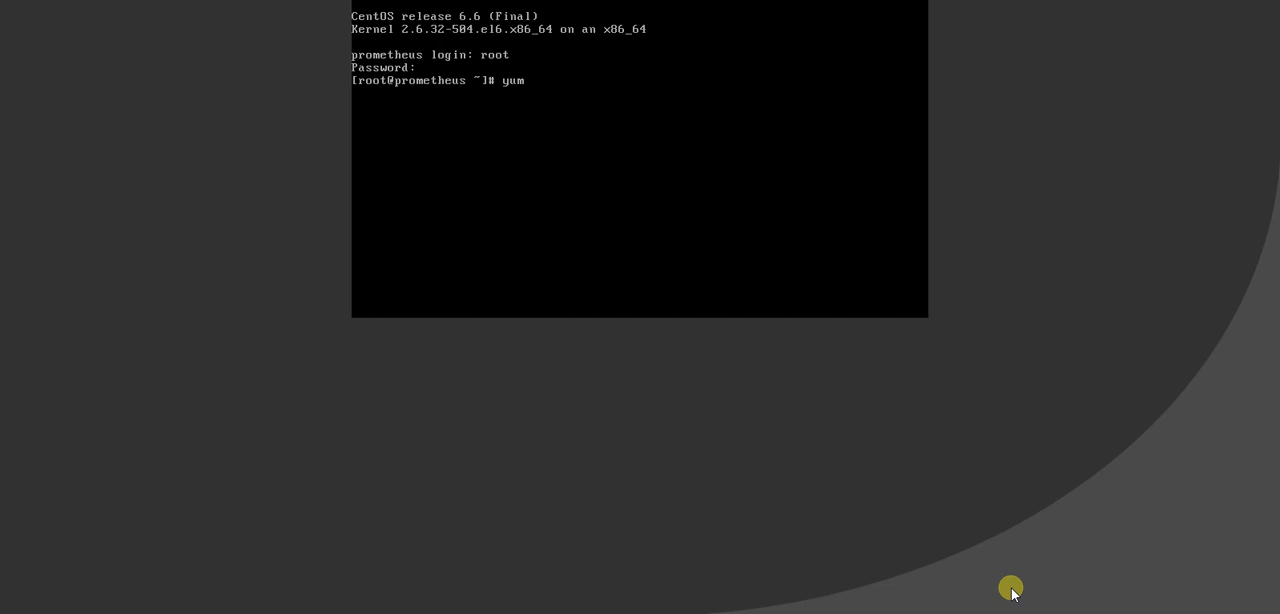 CentOS release 6.6 (Final)
Kernel 2.6.32-504.el6.x86_64 on an x86_64
prometheus login: root
Password:
[root@prometheus ~]# yum